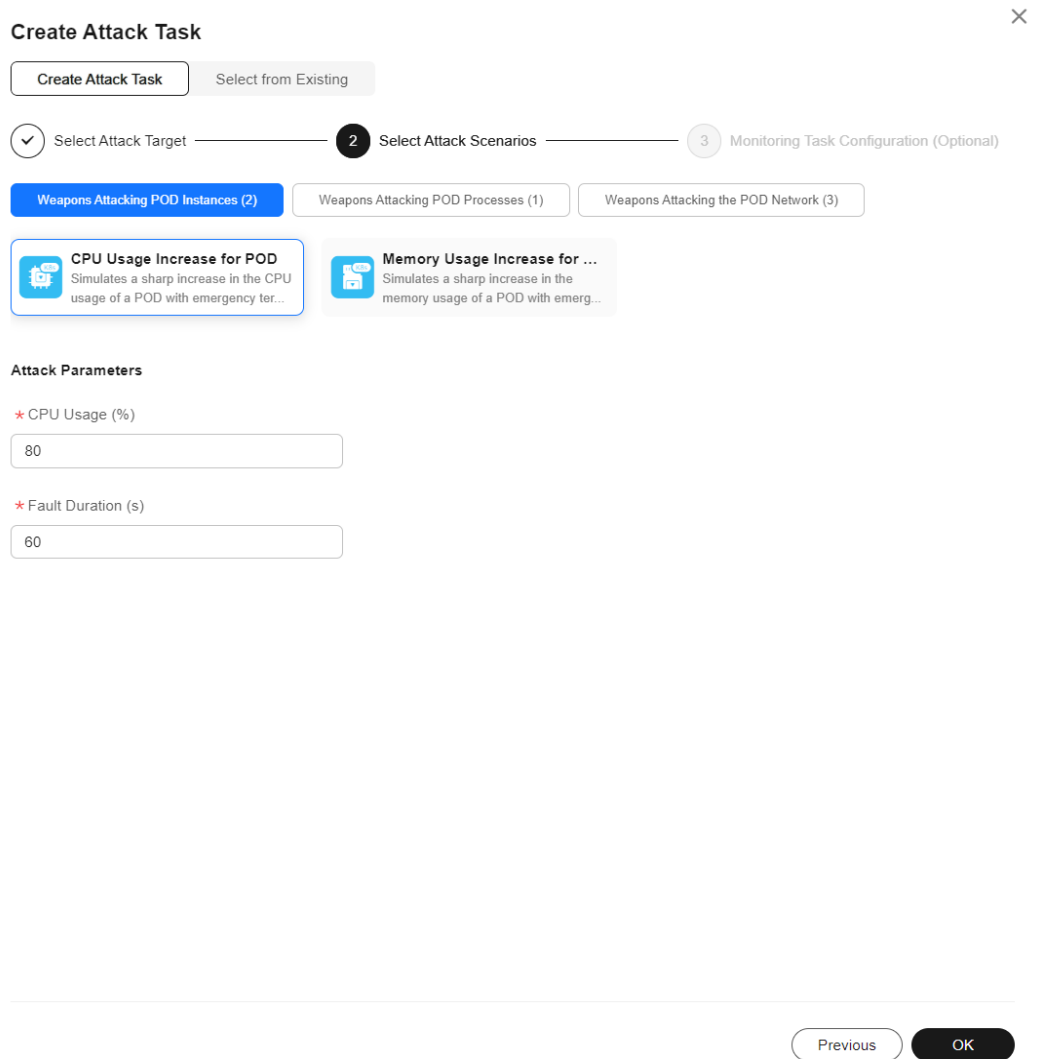 Create Attack Task
Create Attack Task
Select from Existing
Select Attack Target
2
Select Attack Scenarios
3
Monitoring Task Configuration (Optional)
Weapons Attacking POD Instances (2)
Weapons Attacking POD Processes (1)
Weapons Attacking the POD Network (3)
CPU Usage Increase for POD
Simulates a sharp increase in the CPU
usage of a POD with emergency ter...
Memory Usage Increase for ...
Simulates a sharp increase in the
memory usage of a POD with emerg...
Attack Parameters
* CPU Usage (%)
80
* Fault Duration (s)
60
Previous
OK